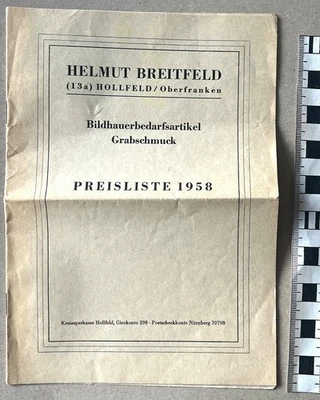 HELMUT BREITFELD
(13a) HOLLFELD/Oberfranken
Bildhauerbedarfsartikel
Grabschmuck
PREISLISTE 1958
Kreissparkasse Hollfeld, Girokonto 298 - Postscheckkonto Nürnberg 70798